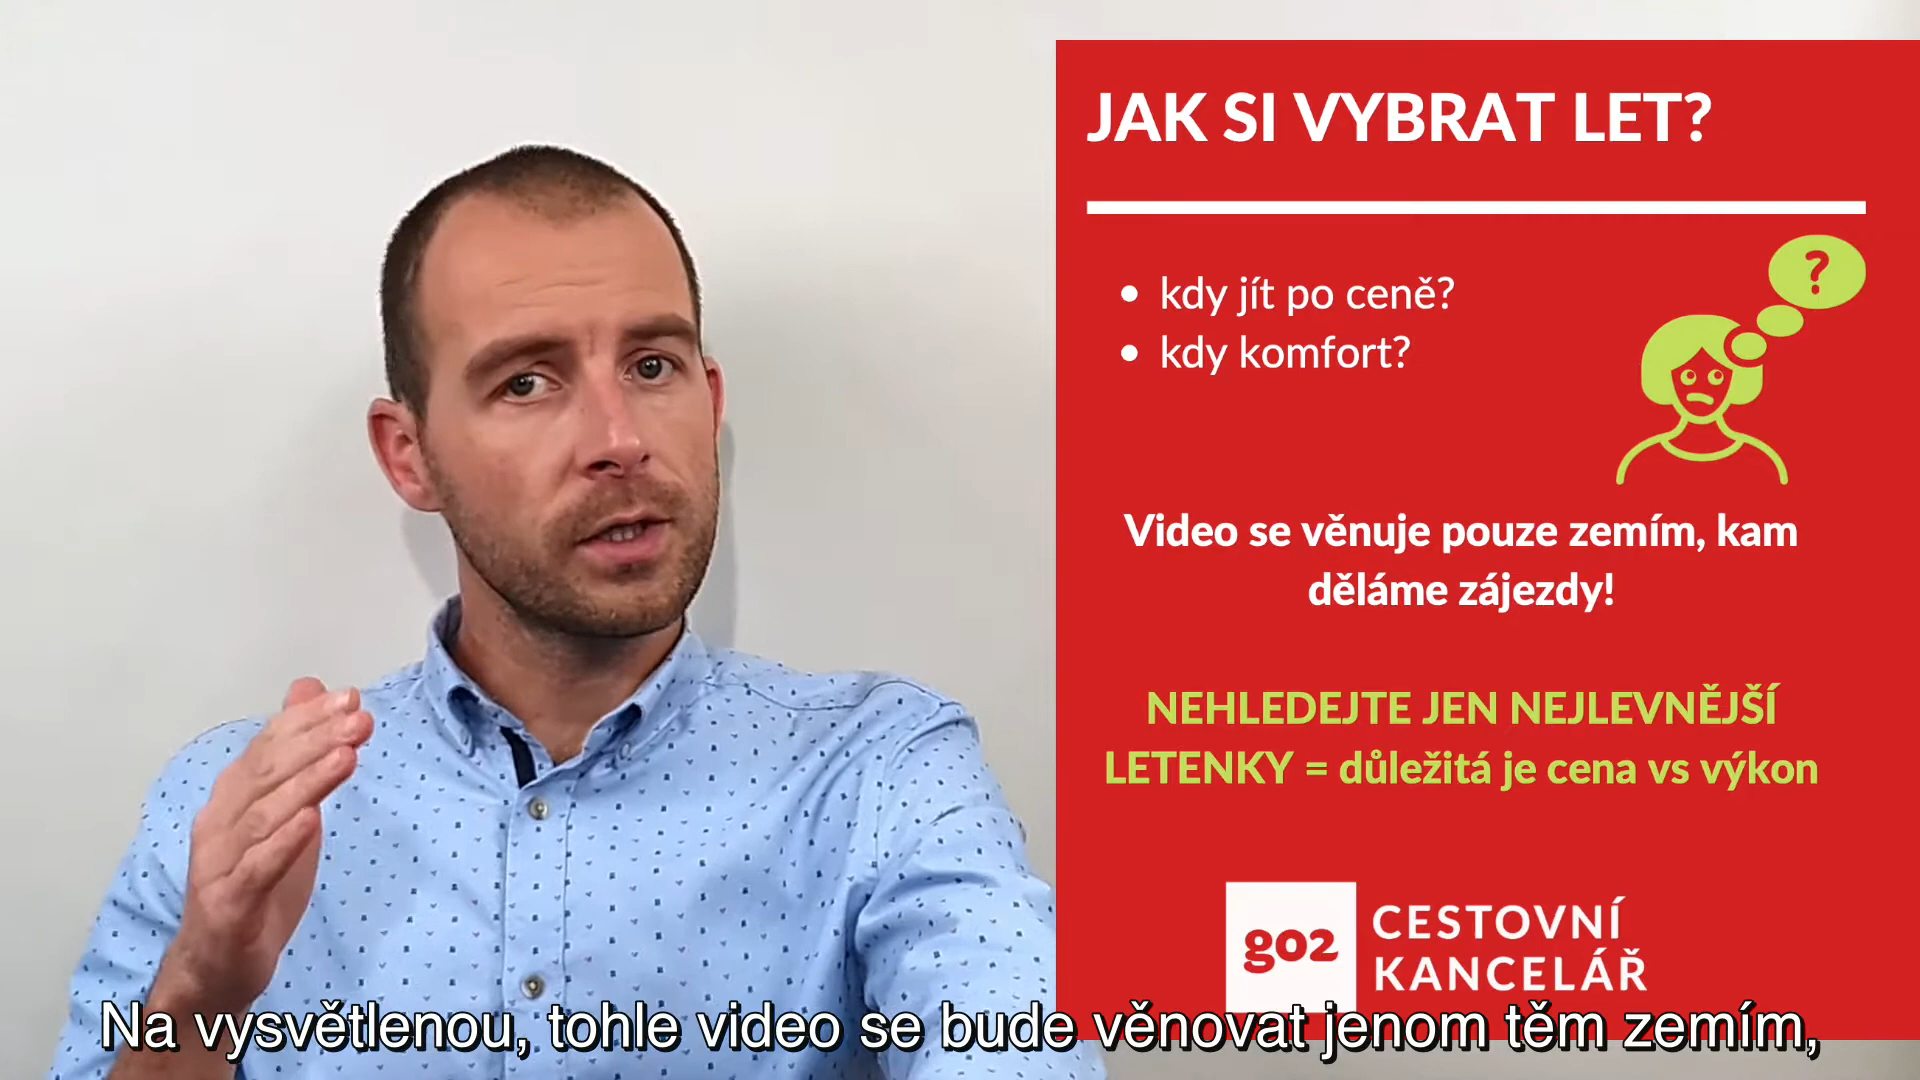 JAK SI VYBRAT LET?
?
• kdy jít po ceně?
• kdy komfort?
Video se věnuje pouze zemím, kam
děláme zájezdy!
NEHLEDEJTE JEN NEJLEVNĚJŠÍ
LETENKY = důležitá je cena vs výkon
go2
CESTOVNÍ
KANCELÁŘ
Na vysvětlenou, tohle video se bude věnovat jenom těm zemím,